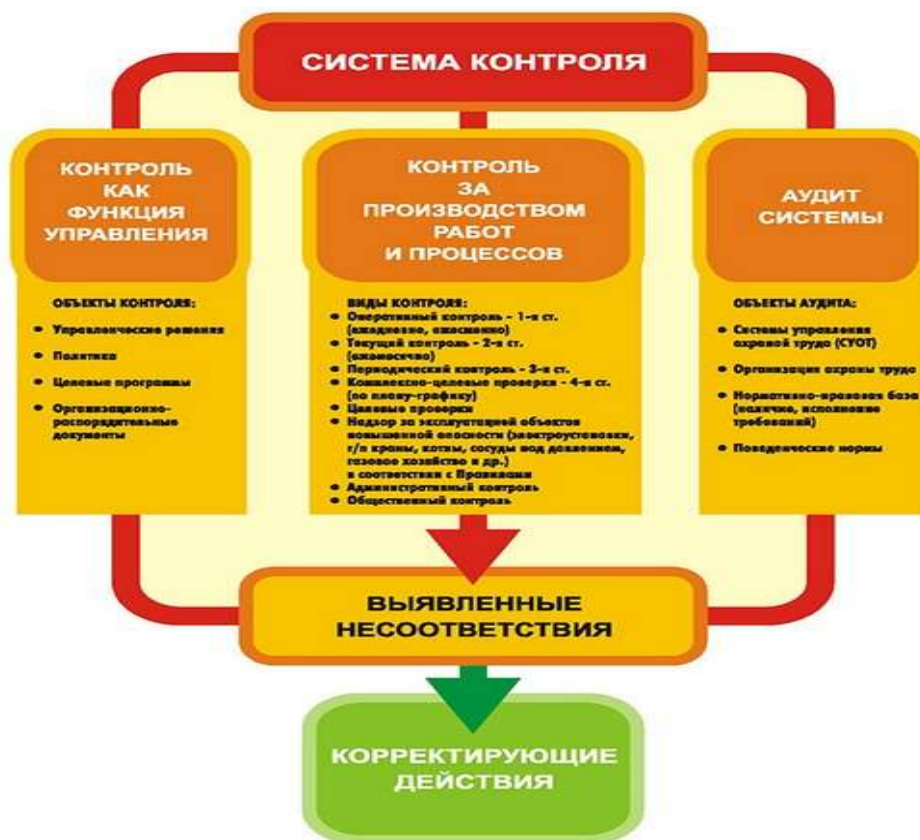 СИСТЕМА КОНТРОЛЯ
КОНТРОЛЬ
КАК
ФУНКЦИЯ
УПРАВЛЕНИЯ
ОБЪЕКТЫ КОНТРОЛЯ:
• Управленческие решения
• Политика
• Целевые программы
• Организационно-
распорядительные
документы
КОНТРОЛЬ
ЗА
ПРОИЗВОДСТВОМ
РАБОТ
И ПРОЦЕССОВ
ВИДЫ КОНТРОЛЯ:
• Оперативный контроль - 1-я ст.
(ежедневно, ежесменно)
• Текущий контроль - 2-я ст.
(ежемесячно)
• Периодический контроль - 3-я ст.
• Комплексно-целевые проверки - 4-я ст.
(по плану-графику)
• Целевые проверки
• Надзор за эксплуатацией объектов
повышенной опасности (электроустановки,
г/п краны, котлы, сосуды под давлением,
газовое хозяйство и др.)
в соответствии с Правилами
• Административный контроль
• Общественный контроль
АУДИТ
СИСТЕМЫ
ОБЪЕКТЫ АУДИТА:
• Системы управления
охраной труда (СУОТ)
• Организация охраны труда
• Нормативно-правовая база
(наличие, исполнение
требований)
• Поведенческие нормы
ВЫЯВЛЕННЫЕ
НЕСООТВЕТСТВИЯ
КОРРЕКТИРУЮЩИЕ
ДЕЙСТВИЯ